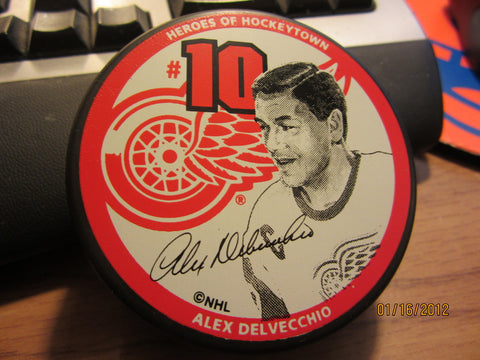 HEROES OF HOCKEYTOWN
#10
®
Alex Delvecchio
©NHL
ALEX DELVECCHIO
01/16/2012